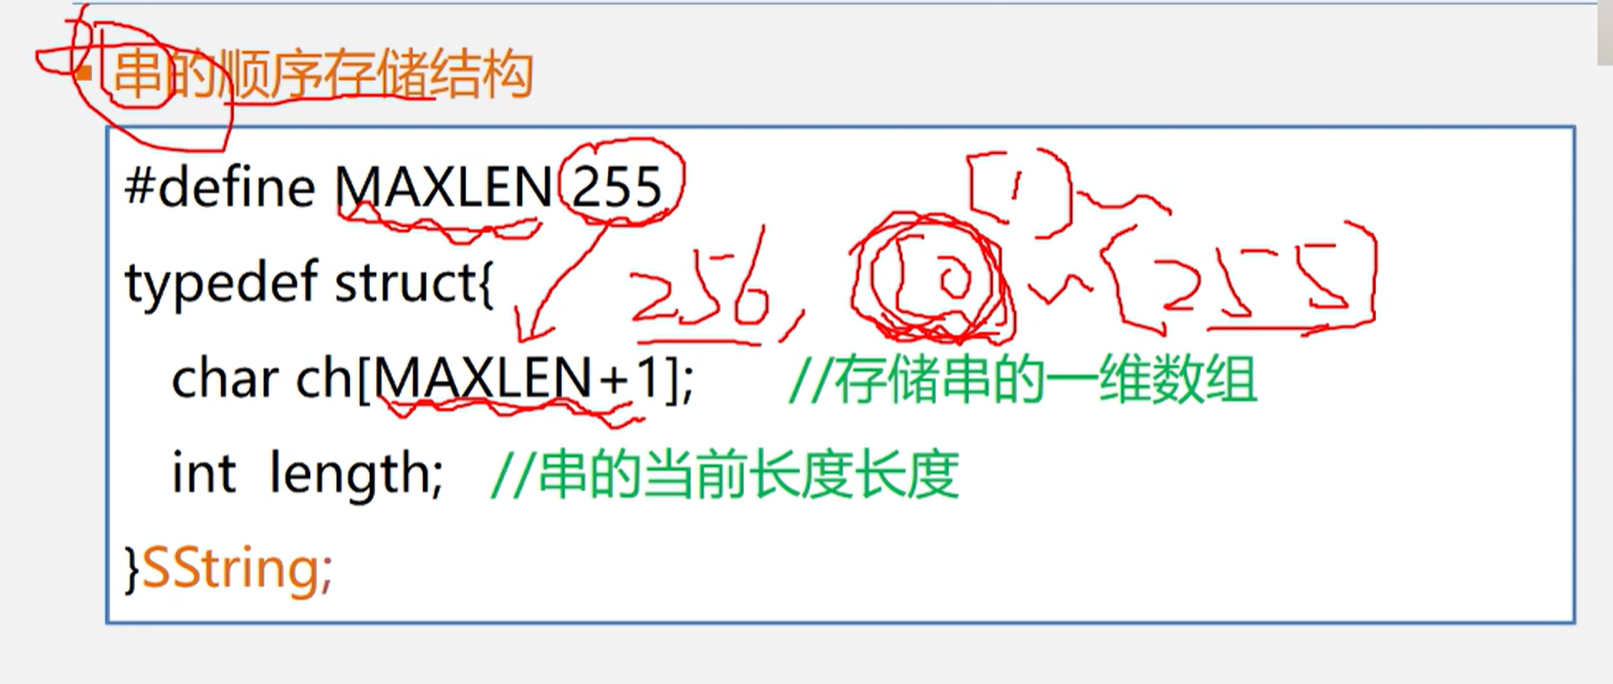 串的顺序存储结构
#define MAXLEN 255
[1]~
typedef struct{
256, [0] ~ [255]
char ch[MAXLEN+1]; //存储串的一维数组
int length; //串的当前长度长度
}SString;